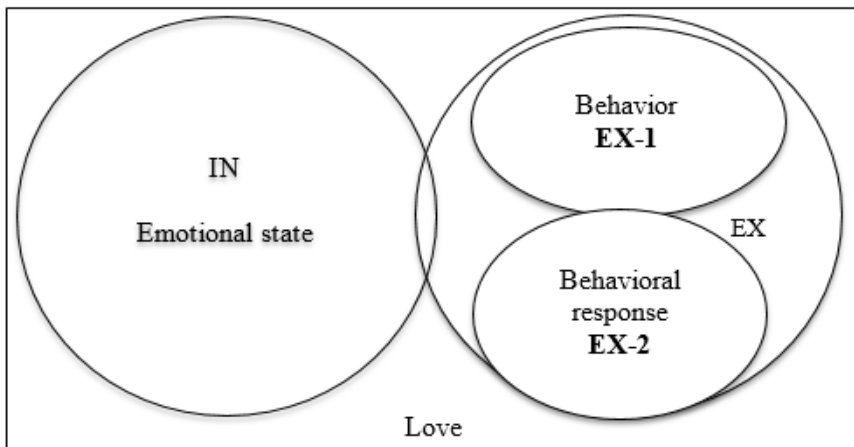 IN
Emotional state
Behavior
EX-1
EX
Behavioral
response
EX-2
Love